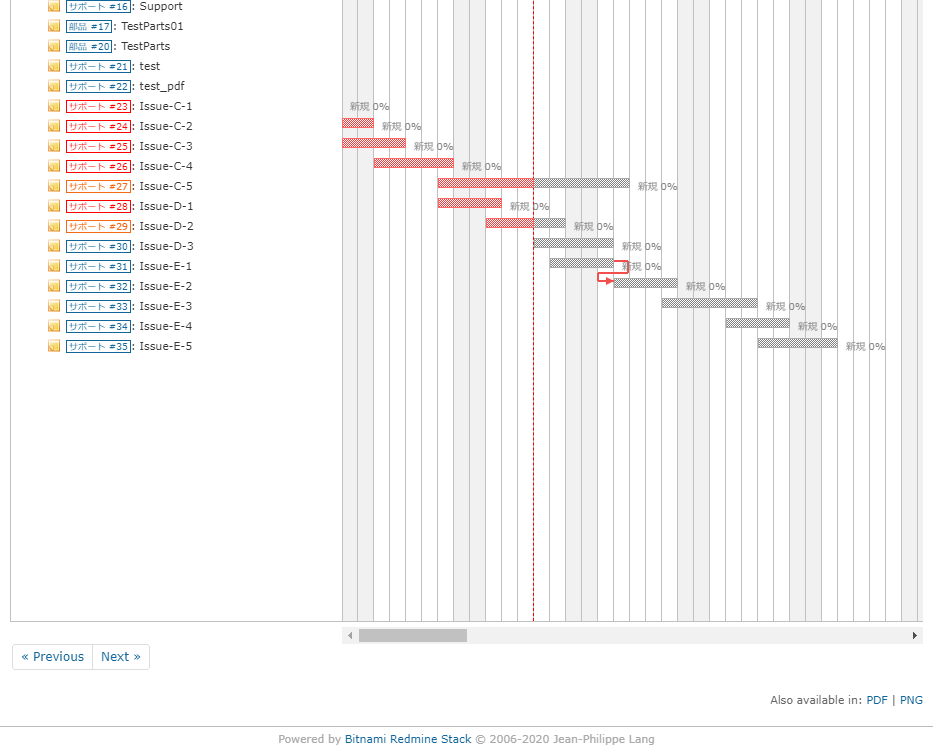 サポート #16: Support
部品 #17: TestParts01
部品 #20: TestParts
サポート #21: test
サポート #22: test_pdf
サポート #23: Issue-C-1 新規 0%
サポート #24: Issue-C-2 新規 0%
サポート #25: Issue-C-3 新規 0%
サポート #26: Issue-C-4 新規 0%
サポート #27: Issue-C-5 新規 0%
サポート #28: Issue-D-1 新規 0%
サポート #29: Issue-D-2 新規 0%
サポート #30: Issue-D-3 新規 0%
サポート #31: Issue-E-1 新規 0%
サポート #32: Issue-E-2 新規 0%
サポート #33: Issue-E-3 新規 0%
サポート #34: Issue-E-4 新規 0%
サポート #35: Issue-E-5 新規 0%
« Previous Next »
Also available in: PDF | PNG
Powered by Bitnami Redmine Stack © 2006-2020 Jean-Philippe Lang